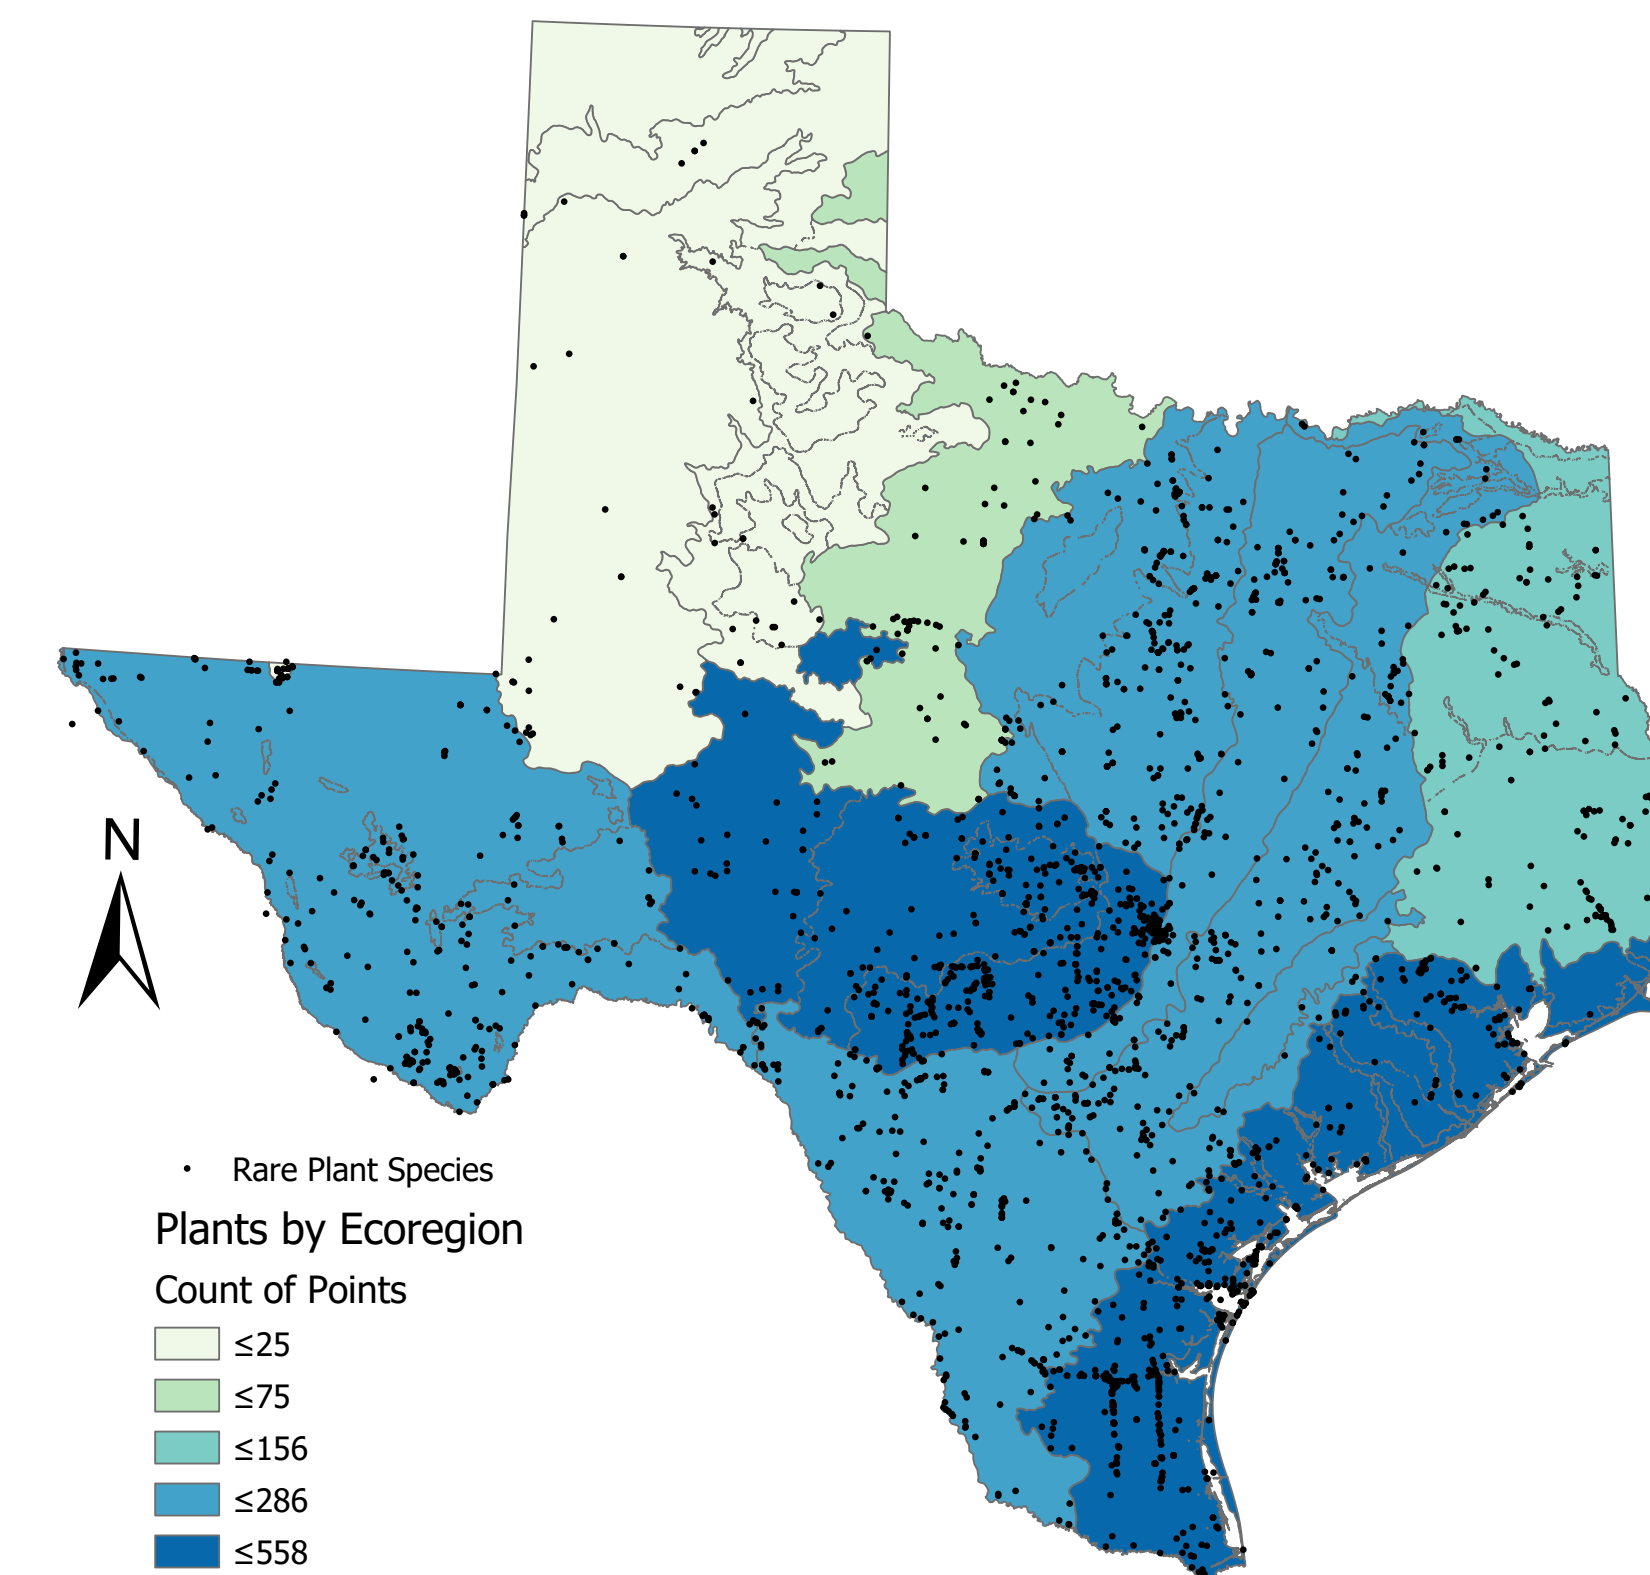 N
Rare Plant Species
Plants by Ecoregion
Count of Points
≤25
≤75
≤156
≤286
≤558